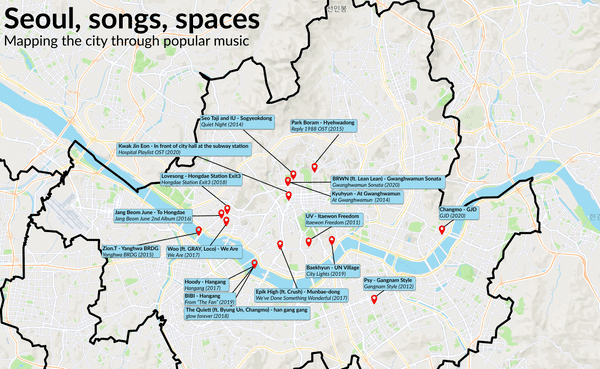 Seoul, songs, spaces
Mapping the city through popular music
Seo Taji and IU - Sogyeokdong
Quiet Night (2014)
Park Boram - Hyehwadong
Reply 1988 OST (2015)
Kwak Jin Eon - In front of city hall at the subway station
Hospital Playlist OST (2020)
Lovesong - Hongdae Station Exit3
Hongdae Station Exit3 (2016)
BRWN (ft. Lean Lean) - Gwanghwamun Sonata
Gwanghwamun Sonata (2020)
Kyuhyun - At Gwanghwamun
At Gwanghwamun (2014)
Jang Beom June - To Hongdae
Jang Beom June 2nd Album (2016)
UV - Itaewon Freedom
Itaewon Freedom (2011)
Changmo - GJD
GJD (2020)
Zion.T - Yanghwa BRDG
Yanghwa BRDG (2015)
Woo (ft. GRAY, Loco) - We Are
We Are (2017)
Baekhyun - UN Village
City Lights (2019)
Hoody - Hangang
Hangang (2017)
BIBI - Hangang
From "The Fan" (2019)
The Quiett (ft. Byung Un, Changmo) - han gang gang
glow forever (2018)
Epik High (ft. Crush) - Munbae-dong
We've Done Something Wonderful (2017)
Psy - Gangnam Style
Gangnam Style (2012)